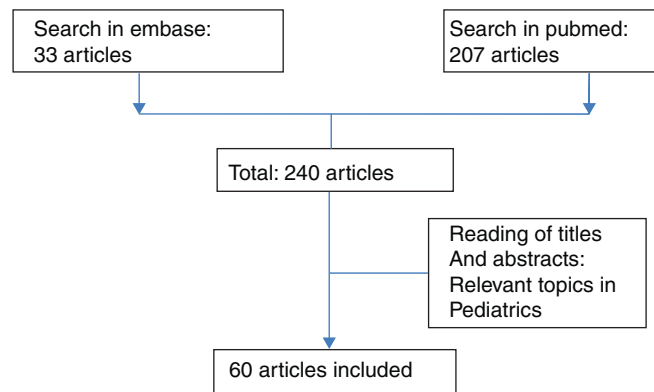 Search in embase:
33 articles
Search in pubmed:
207 articles
Total: 240 articles
Reading of titles
And abstracts:
Relevant topics in
Pediatrics
60 articles included